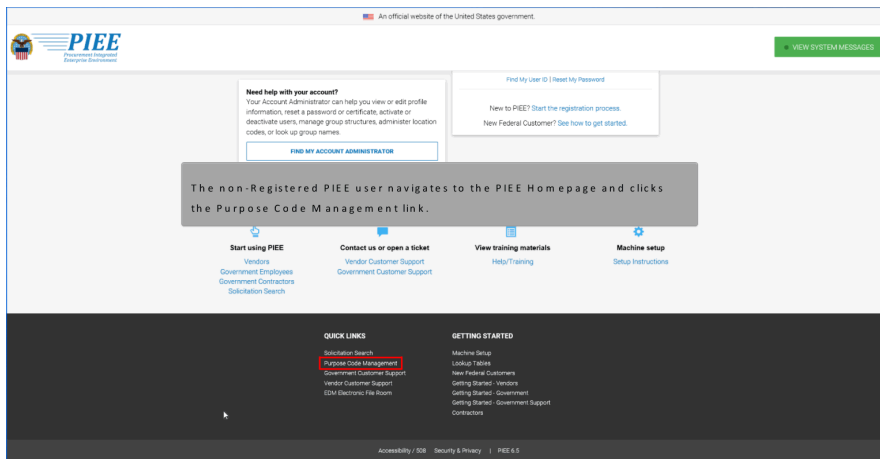 An official website of the United States government.
PIEE
Procurement Integrated
Enterprise Environment
VIEW SYSTEM MESSAGES
Need help with your account?
Your Account Administrator can help you view or edit profile
information, reset a password or certificate, activate or
deactivate users, manage group structures, administer location
codes, or look up group names.
FIND MY ACCOUNT ADMINISTRATOR
Find My User ID | Reset My Password
New to PIEE? Start the registration process.
New Federal Customer? See how to get started.
The non-Registered PIEE user navigates to the PIEE Homepage and clicks
the Purpose Code Management link.
Start using PIEE
Vendors
Government Employees
Government Contractors
Solicitation Search
Contact us or open a ticket
Vendor Customer Support
Government Customer Support
View training materials
Help/Training
Machine setup
Setup Instructions
QUICK LINKS
Solicitation Search
Purpose Code Management
Government Customer Support
Vendor Customer Support
EDM Electronic File Room
GETTING STARTED
Machine Setup
Lookup Tables
New Federal Customers
Getting Started - Vendors
Getting Started - Government
Getting Started - Government Support
Contractors
Accessibility / 508 Security & Privacy | PIEE 6.5